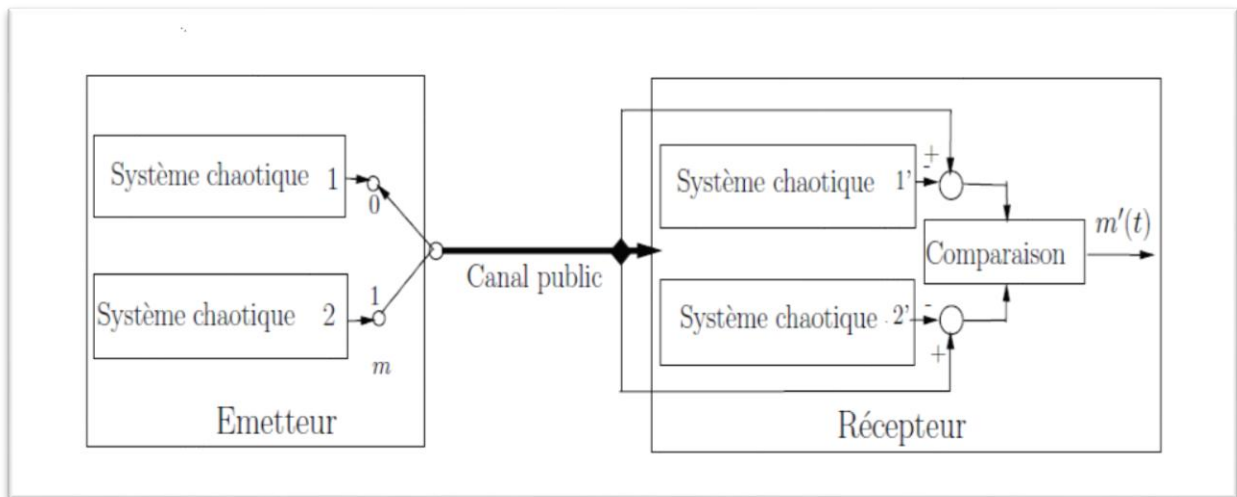 Système chaotique 1
0
Système chaotique 2
1
m
Emetteur
Canal public
Système chaotique 1'
+
-
Comparaison
m'(t)
Système chaotique 2'
-
+
Récepteur